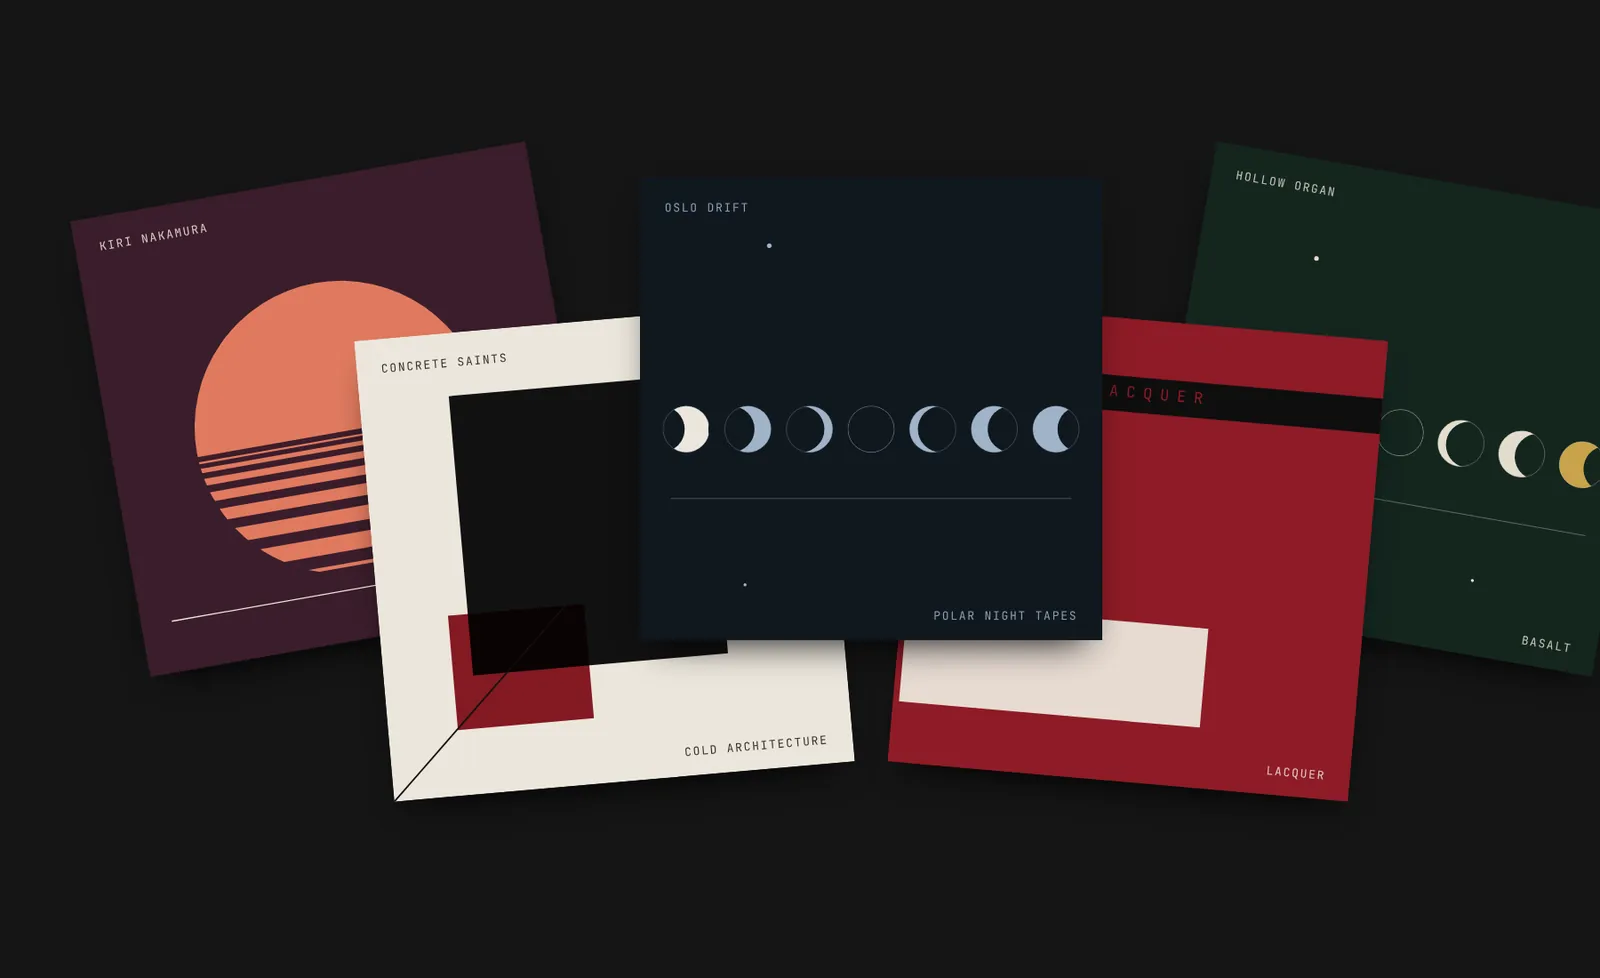 KIRI NAKAMURA
CONCRETE SAINTS
COLD ARCHITECTURE
OSLO DRIFT
POLAR NIGHT TAPES
ACQUER
LACQUER
HOLLOW ORGAN
BASALT